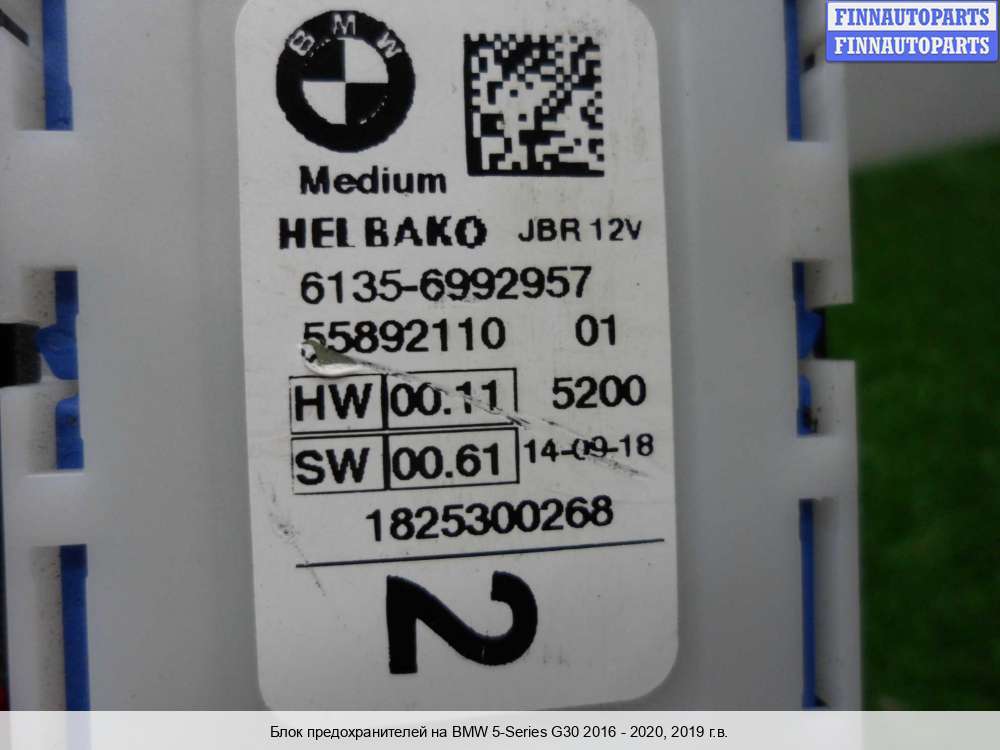 FINNAUTOPARTS
FINNAUTOPARTS
BMW
Medium
HELBAKO JBR 12V
6135-6992957
55892110 01
HW 00.11 5200
SW 00.61 14-09-18
1825300268
2
Блок предохранителей на BMW 5-Series G30 2016 - 2020, 2019 г.в.